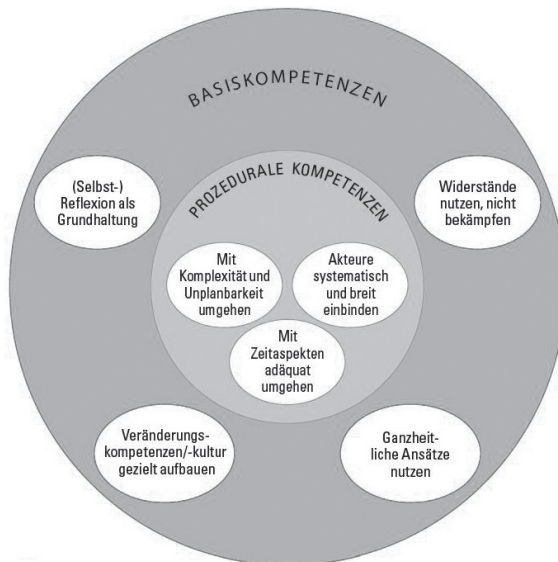 BASISKOMPETENZEN
(Selbst-)
Reflexion als
Grundhaltung
Widerstände
nutzen, nicht
bekämpfen
PROZEDURALE KOMPETENZEN
Mit
Komplexität und
Unplanbarkeit
umgehen
Akteure
systematisch
und breit
einbinden
Mit
Zeitaspekten
adäquat
umgehen
Veränderungs-
kompetenzen/-kultur
gezielt aufbauen
Ganzheit-
liche Ansätze
nutzen